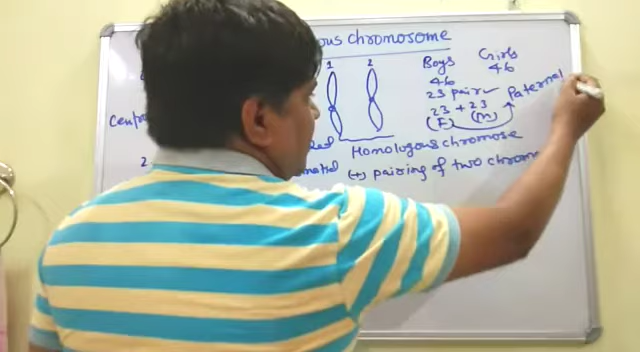 ous chromosome
1 2
Boys Girls
46 46
23 pair ✓ Paternal
23 + 23
(F) (M)
Homologous chromosome
2
(→) pairing of two chromo